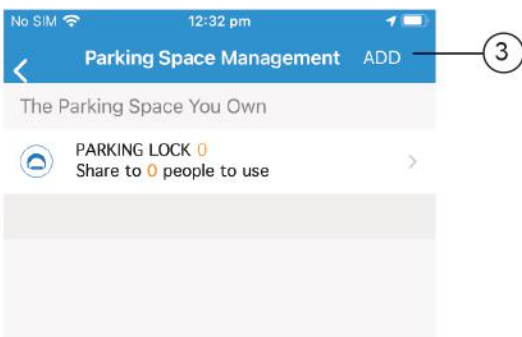 No SIM 12:32 pm
Parking Space Management ADD
3
The Parking Space You Own
PARKING LOCK 0
Share to 0 people to use